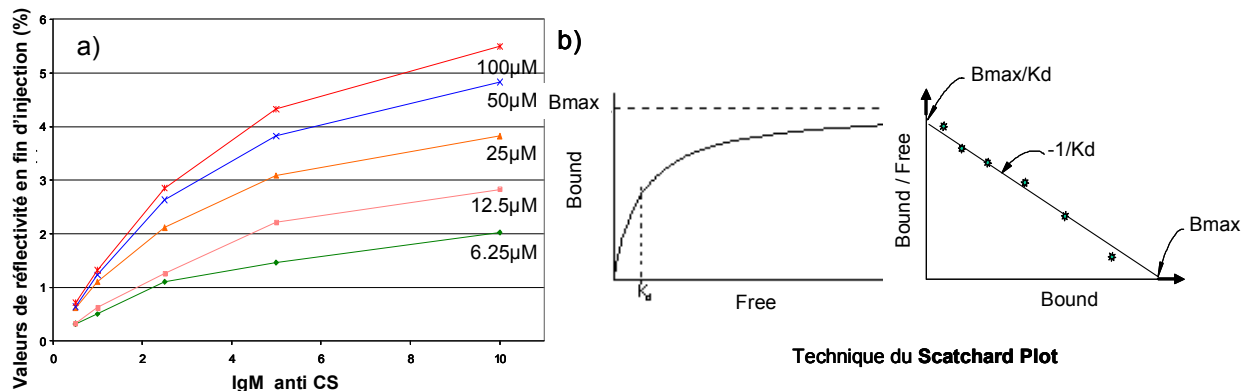 a)
Valeurs de réflectivité en fin d'injection (%)
6
5
4
3
2
1
0
100µM
50µM
25µM
12.5µM
6.25µM
0
2
4
6
8
10
IgM anti CS
b)
Bmax
Bound
Kd
Free
Bmax/Kd
-1/Kd
Bmax
Bound / Free
Bound
Technique du Scatchard Plot